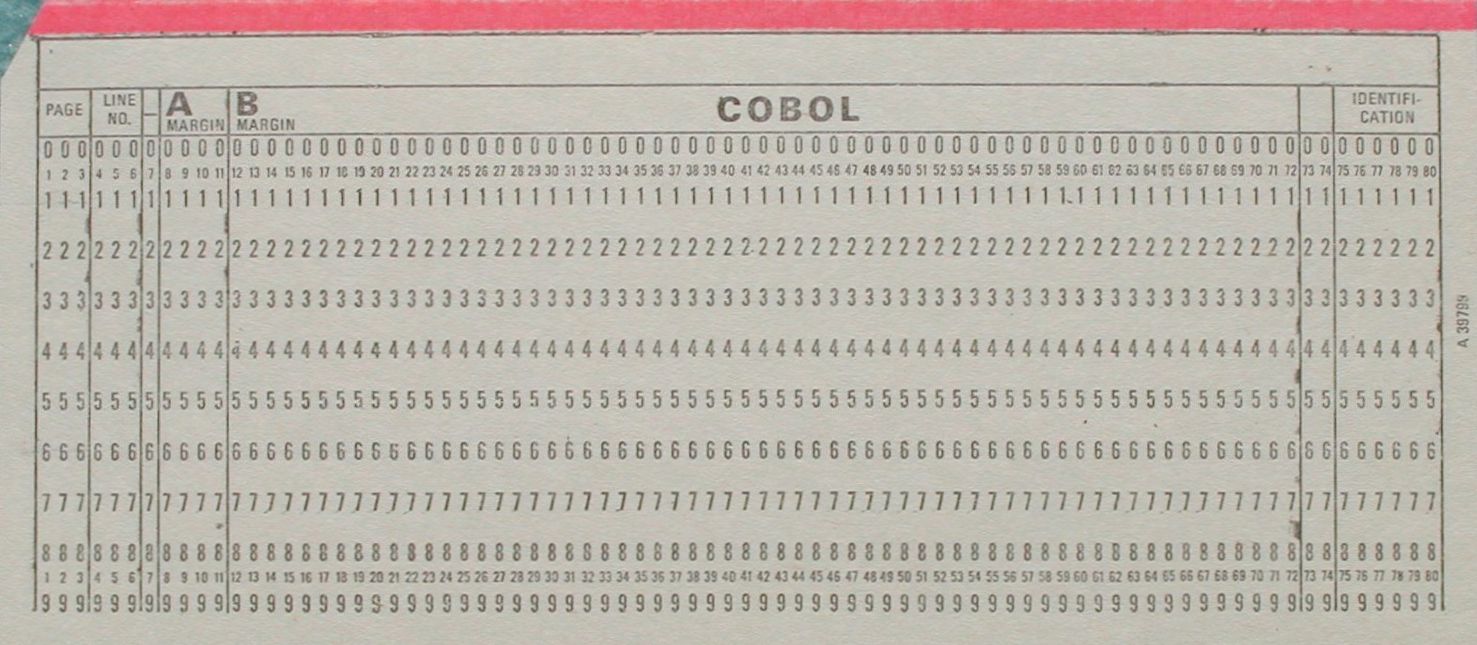 PAGE LINE NO. — A MARGIN B MARGIN COBOL IDENTIFI-CATION
00000000000000000000000000000000000000000000000000000000000000000000000000000000
1 2 3 4 5 6 7 8 9 10 11 12 13 14 15 16 17 18 19 20 21 22 23 24 25 26 27 28 29 30 31 32 33 34 35 36 37 38 39 40 41 42 43 44 45 46 47 48 49 50 51 52 53 54 55 56 57 58 59 60 61 62 63 64 65 66 67 68 69 70 71 72 73 74 75 76 77 78 79 80
11111111111111111111111111111111111111111111111111111111111111111111111111111111
22222222222222222222222222222222222222222222222222222222222222222222222222222222
33333333333333333333333333333333333333333333333333333333333333333333333333333333
44444444444444444444444444444444444444444444444444444444444444444444444444444444
55555555555555555555555555555555555555555555555555555555555555555555555555555555
66666666666666666666666666666666666666666666666666666666666666666666666666666666
77777777777777777777777777777777777777777777777777777777777777777777777777777777
88888888888888888888888888888888888888888888888888888888888888888888888888888888
1 2 3 4 5 6 7 8 9 10 11 12 13 14 15 16 17 18 19 20 21 22 23 24 25 26 27 28 29 30 31 32 33 34 35 36 37 38 39 40 41 42 43 44 45 46 47 48 49 50 51 52 53 54 55 56 57 58 59 60 61 62 63 64 65 66 67 68 69 70 71 72 73 74 75 76 77 78 79 80
99999999999999999999999999999999999999999999999999999999999999999999999999999999
A 39799